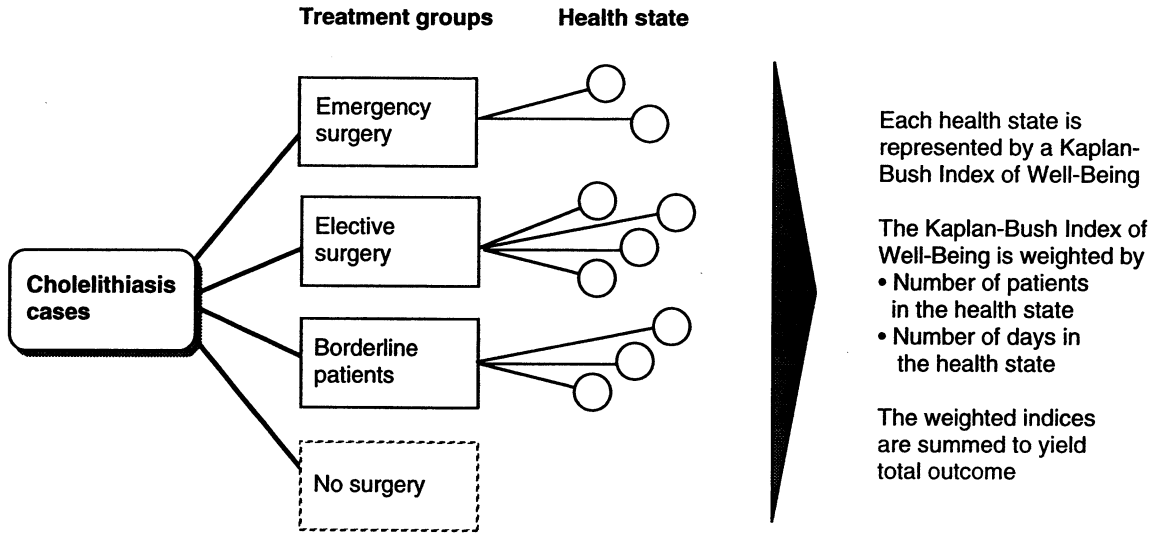 Treatment groups
Health state
Emergency
surgery
Elective
surgery
Cholelithiasis
cases
Borderline
patients
No surgery
Each health state is
represented by a Kaplan-
Bush Index of Well-Being
The Kaplan-Bush Index of
Well-Being is weighted by
• Number of patients
in the health state
• Number of days in
the health state
The weighted indices
are summed to yield
total outcome